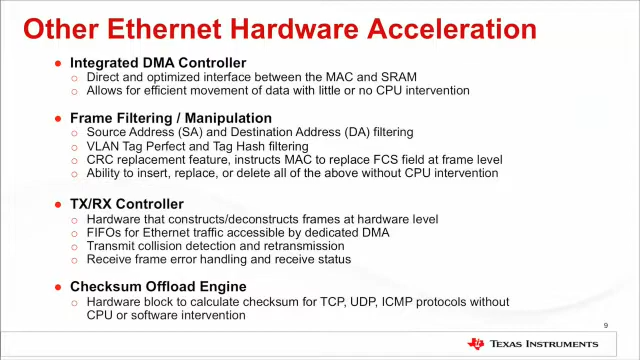 Other Ethernet Hardware Acceleration
● Integrated DMA Controller
○ Direct and optimized interface between the MAC and SRAM
○ Allows for efficient movement of data with little or no CPU intervention
● Frame Filtering / Manipulation
○ Source Address (SA) and Destination Address (DA) filtering
○ VLAN Tag Perfect and Tag Hash filtering
○ CRC replacement feature, instructs MAC to replace FCS field at frame level
○ Ability to insert, replace, or delete all of the above without CPU intervention
● TX/RX Controller
○ Hardware that constructs/deconstructs frames at hardware level
○ FIFOs for Ethernet traffic accessible by dedicated DMA
○ Transmit collision detection and retransmission
○ Receive frame error handling and receive status
● Checksum Offload Engine
○ Hardware block to calculate checksum for TCP, UDP, ICMP protocols without
CPU or software intervention
9
TEXAS INSTRUMENTS